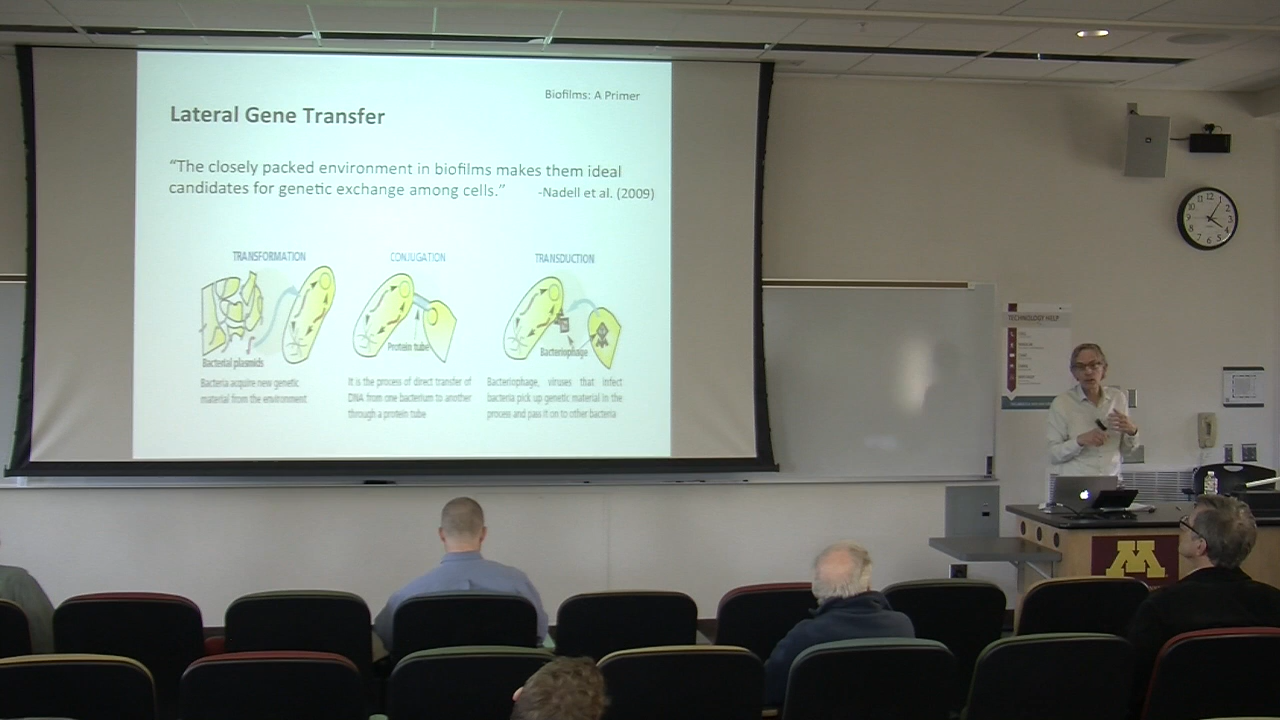 Biofilms: A Primer
Lateral Gene Transfer
“The closely packed environment in biofilms makes them ideal
candidates for genetic exchange among cells.” -Nadell et al. (2009)
TRANSFORMATION
CONJUGATION
TRANSDUCTION
Bacterial plasmids
Protein tube
Bacteriophage
Bacteria acquire new genetic
material from the environment
It is the process of direct transfer of
DNA from one bacterium to another
through a protein tube
Bacteriophage, viruses that infect
bacteria pick up genetic material in the
process and pass it on to other bacteria
TECHNOLOGY HELP
M